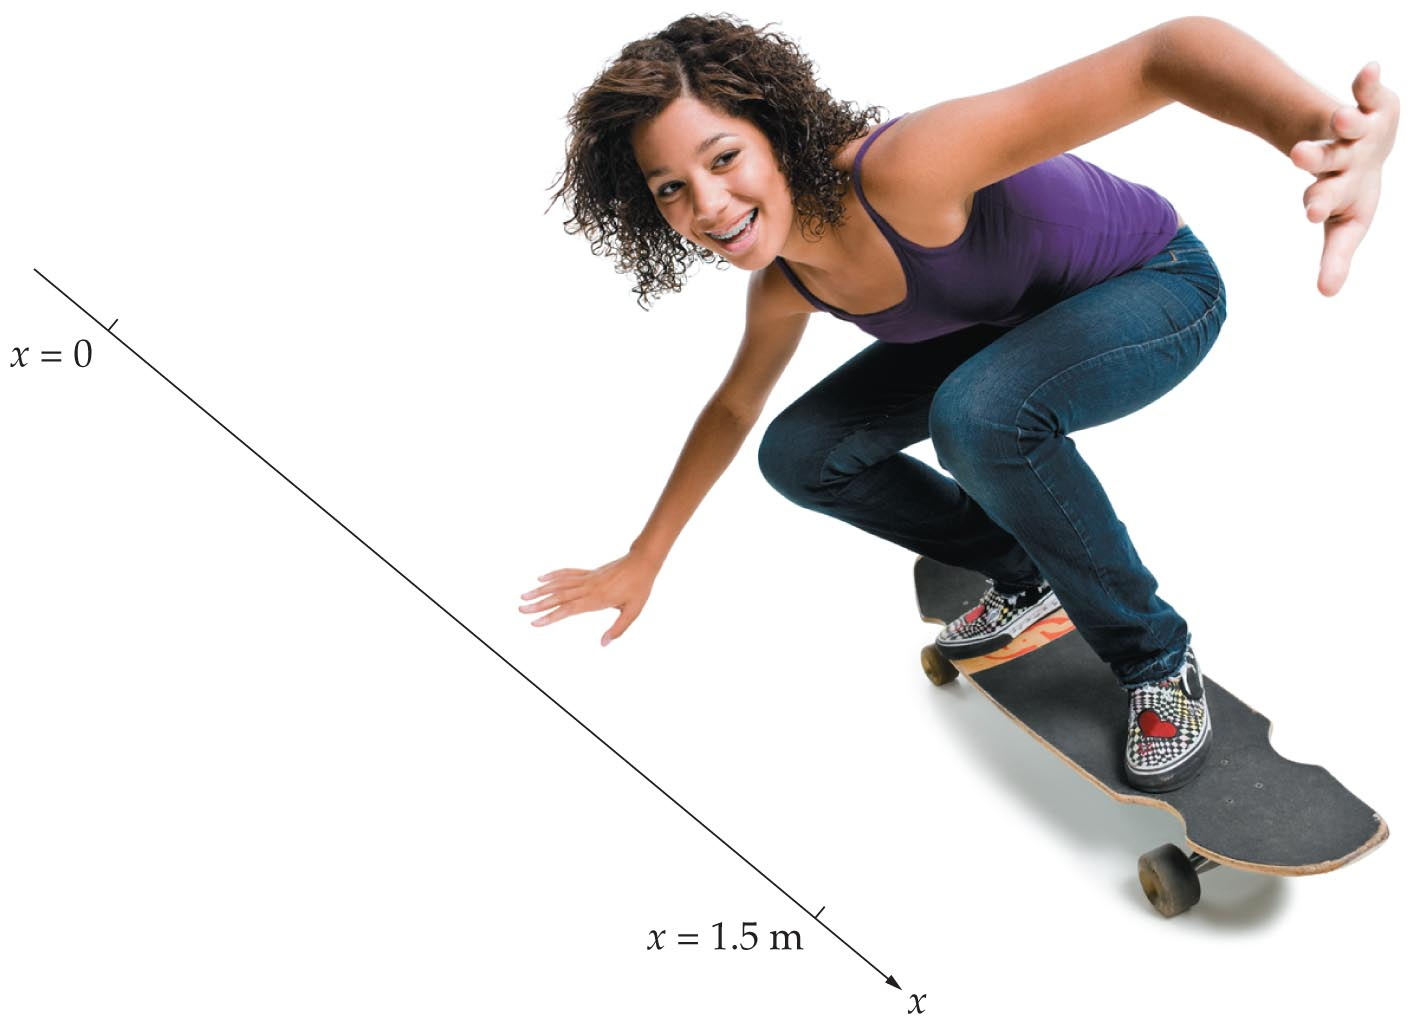 x = 0
x = 1.5 m
x